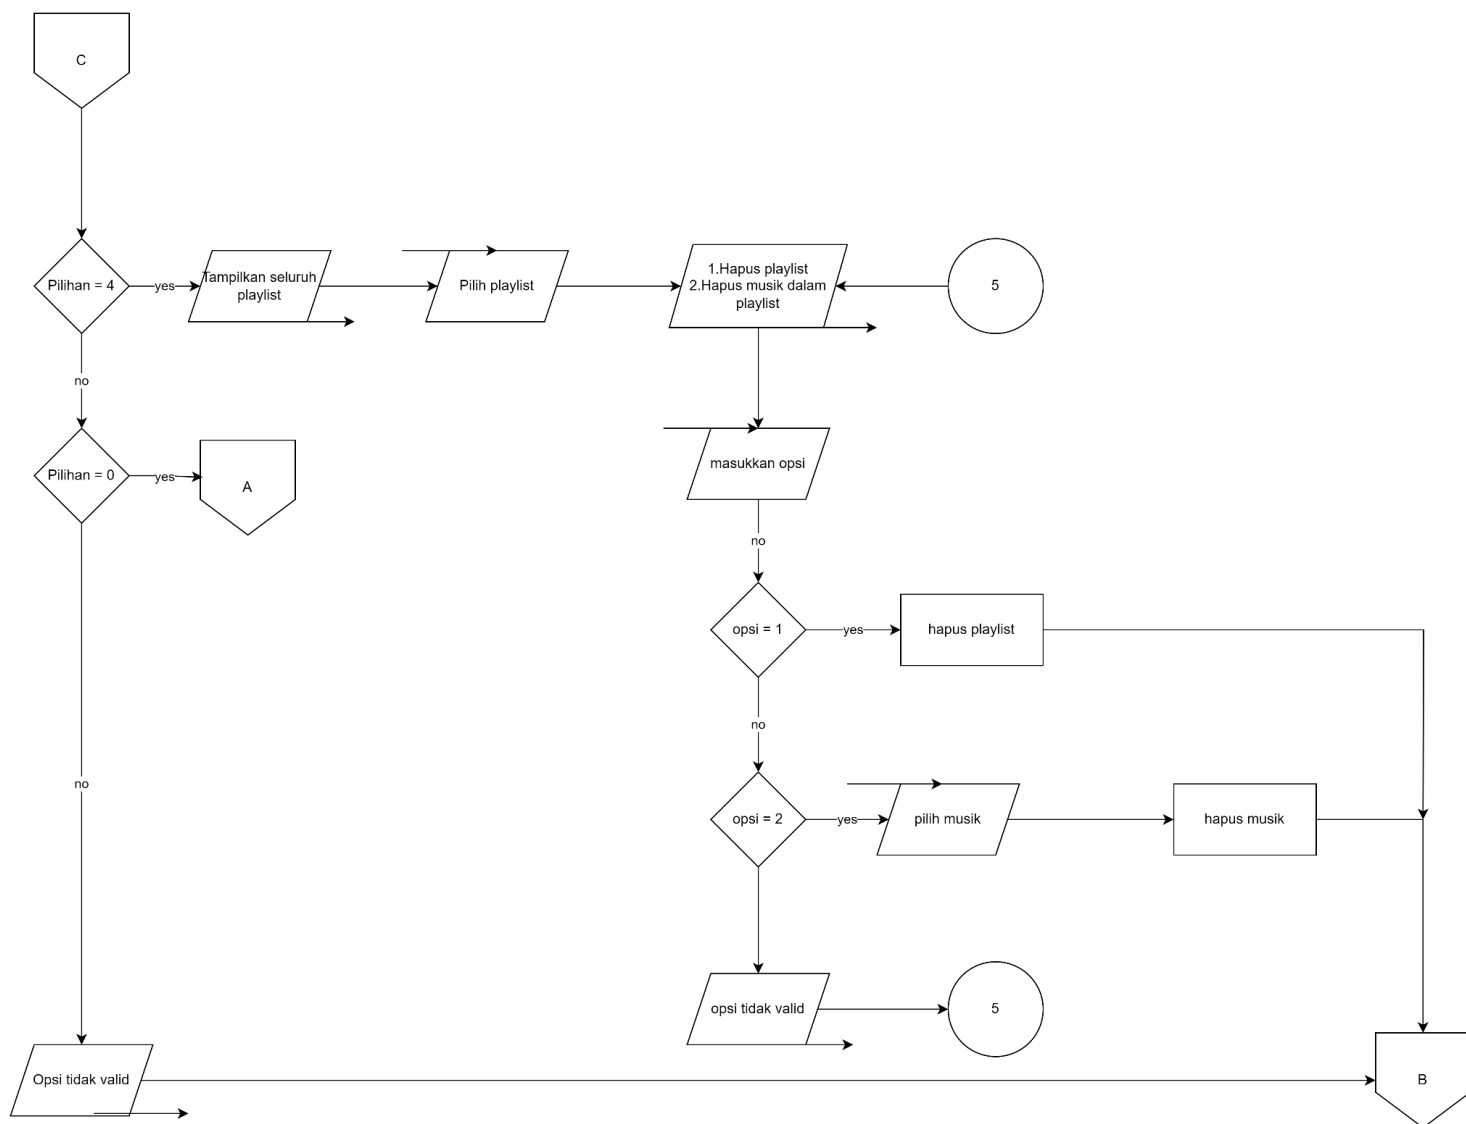 C
Pilihan = 4
yes
Tampilkan seluruh
playlist
Pilih playlist
1.Hapus playlist
2.Hapus musik dalam
playlist
5
no
Pilihan = 0
yes
A
masukkan opsi
no
opsi = 1
yes
hapus playlist
no
no
opsi = 2
yes
pilih musik
hapus musik
opsi tidak valid
5
Opsi tidak valid
B